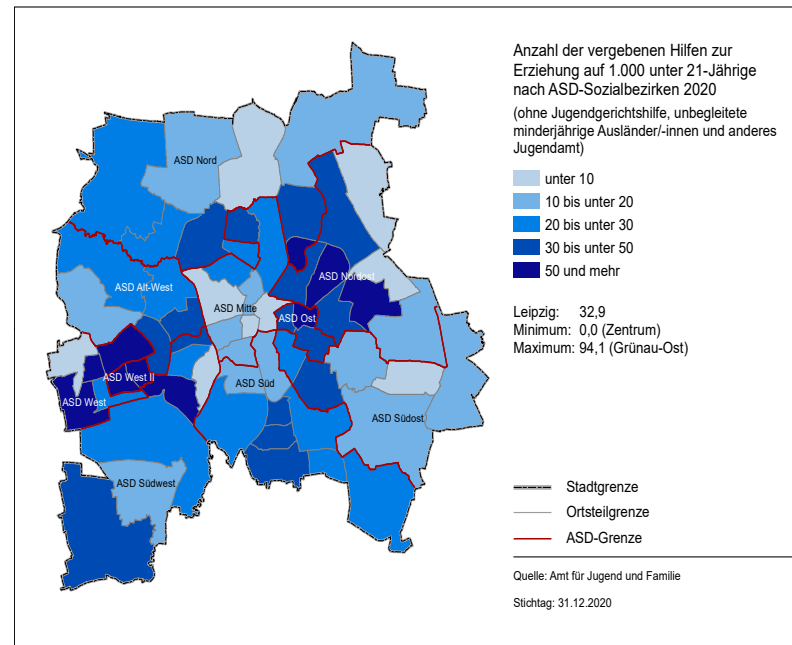 Anzahl der vergebenen Hilfen zur
Erziehung auf 1.000 unter 21-Jährige
nach ASD-Sozialbezirken 2020
(ohne Jugendgerichtshilfe, unbegleitete
minderjährige Ausländer/-innen und anderes
Jugendamt)
unter 10
10 bis unter 20
20 bis unter 30
30 bis unter 50
50 und mehr
Leipzig: 32,9
Minimum: 0,0 (Zentrum)
Maximum: 94,1 (Grünau-Ost)
ASD Nord
ASD Nordost
ASD Alt-West
ASD Mitte
ASD Ost
ASD West II
ASD Süd
ASD West
ASD Südost
ASD Südwest
Stadtgrenze
Ortsteilgrenze
ASD-Grenze
Quelle: Amt für Jugend und Familie
Stichtag: 31.12.2020